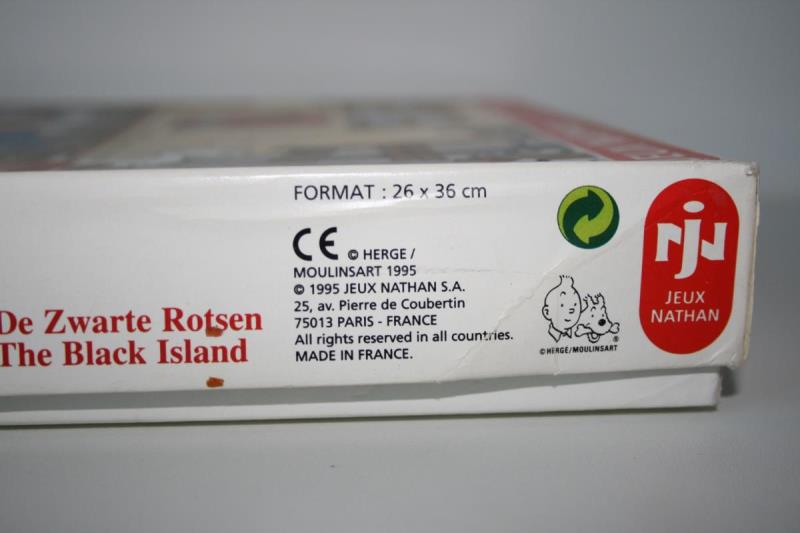 De Zwarte Rotsen
The Black Island
FORMAT : 26 x 36 cm
CE © HERGE /
MOULINSART 1995
© 1995 JEUX NATHAN S.A.
25, av. Pierre de Coubertin
75013 PARIS - FRANCE
All rights reserved in all countries.
MADE IN FRANCE.
© HERGÉ/MOULINSART
®
JEUX
NATHAN